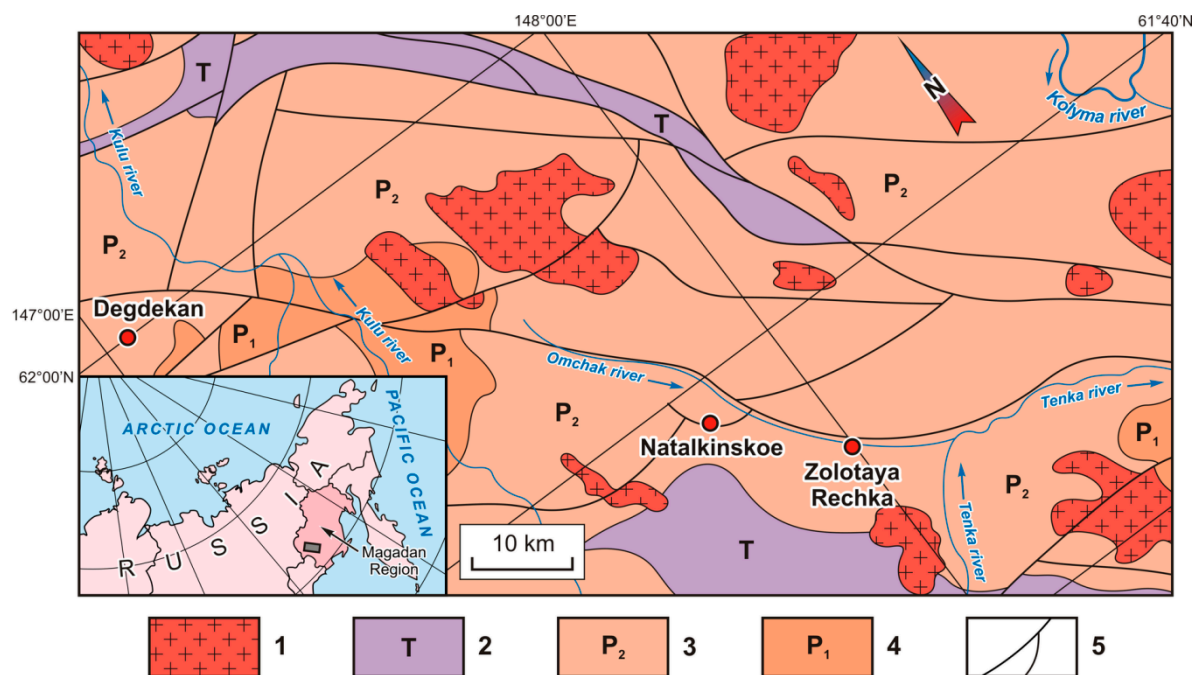 148°00'E
61°40'N
T
N
Kolyma river
Kulu river
T
P₂
P₂
P₂
Degdekan
147°00'E
P₁
Kulu river
P₁
Omchak river
Tenka river
62°00'N
ARCTIC OCEAN
PACIFIC OCEAN
RUSSIA
Magadan
Region
P₂
Natalkinskoe
Zolotaya
Rechka
P₁
P₂
Tenka river
10 km
T
1
T
2
P₂
3
P₁
4
5